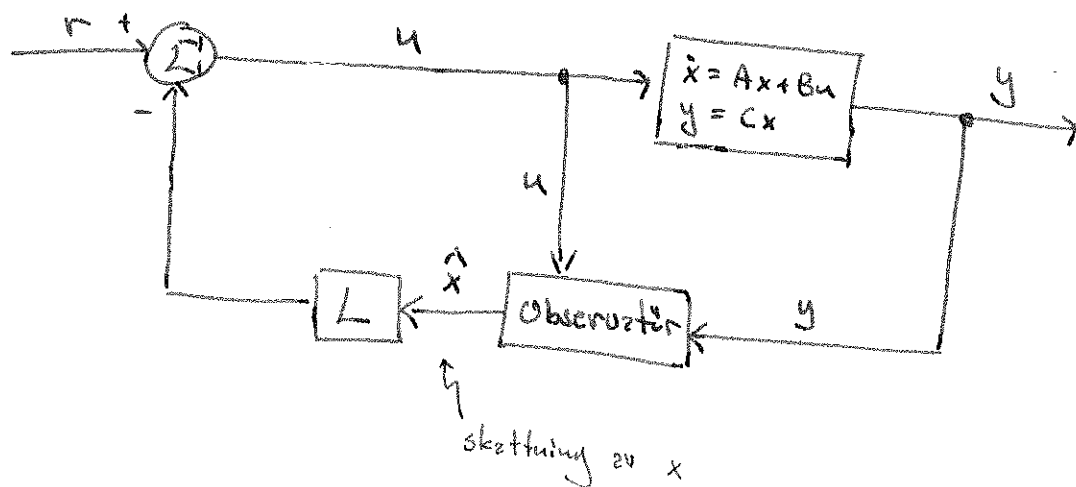 r +
Σ
-
u
ẋ = Ax + Bu
y = Cx
y
u
L
x̂
Observatör
y
skattning av x